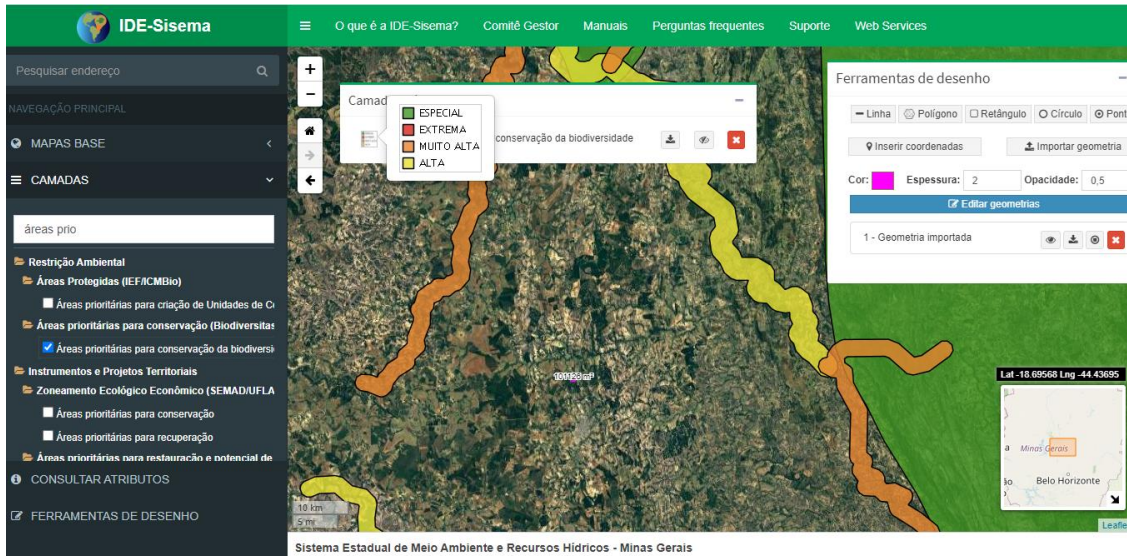 IDE-Sisema
O que é a IDE-Sisema? Comitê Gestor Manuais Perguntas frequentes Suporte Web Services
Pesquisar endereço
NAVEGAÇÃO PRINCIPAL
MAPAS BASE
CAMADAS
áreas prio
Restrição Ambiental
Áreas Protegidas (IEF/ICMBio)
Áreas prioritárias para criação de Unidades de
Áreas prioritárias para conservação (Biodiversitas
Áreas prioritárias para conservação da biodiversi
Instrumentos e Projetos Territoriais
Zoneamento Ecológico Econômico (SEMAD/UFLA
Áreas prioritárias para conservação
Áreas prioritárias para recuperação
Áreas prioritárias para restauração e potencial de
CONSULTAR ATRIBUTOS
FERRAMENTAS DE DESENHO
+
−
Camad
conservação da biodiversidade
ESPECIAL
EXTREMA
MUITO ALTA
ALTA
Ferramentas de desenho
Linha Polígono Retângulo Círculo Pont
Inserir coordenadas Importar geometria
Cor: Espessura: 2 Opacidade: 0,5
Editar geometrias
1 - Geometria importada
Lat -18.69568 Lng -44.43695
Minas Gerais
Belo Horizonte
10 km
5 mi
Leafle
Sistema Estadual de Meio Ambiente e Recursos Hídricos - Minas Gerais